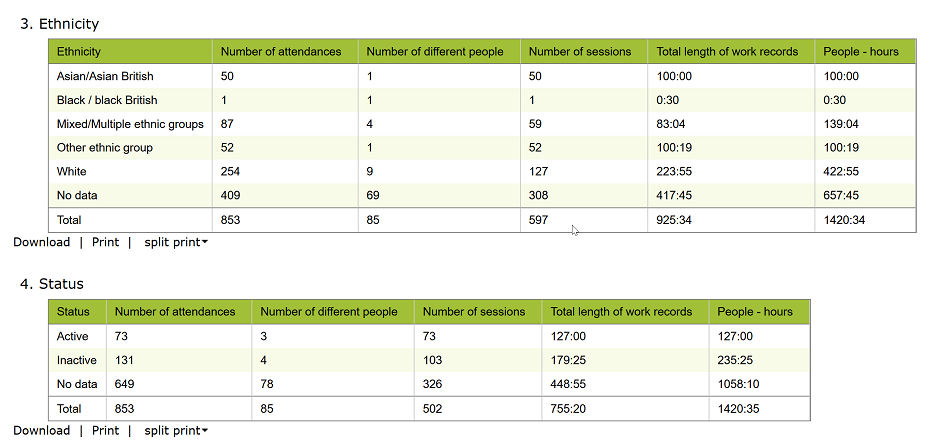 3. Ethnicity
Ethnicity Number of attendances Number of different people Number of sessions Total length of work records People - hours
Asian/Asian British 50 1 50 100:00 100:00
Black / black British 1 1 1 0:30 0:30
Mixed/Multiple ethnic groups 87 4 59 83:04 139:04
Other ethnic group 52 1 52 100:19 100:19
White 254 9 127 223:55 422:55
No data 409 69 308 417:45 657:45
Total 853 85 597 925:34 1420:34
Download | Print | split print
4. Status
Status Number of attendances Number of different people Number of sessions Total length of work records People - hours
Active 73 3 73 127:00 127:00
Inactive 131 4 103 179:25 235:25
No data 649 78 326 448:55 1058:10
Total 853 85 502 755:20 1420:35
Download | Print | split print